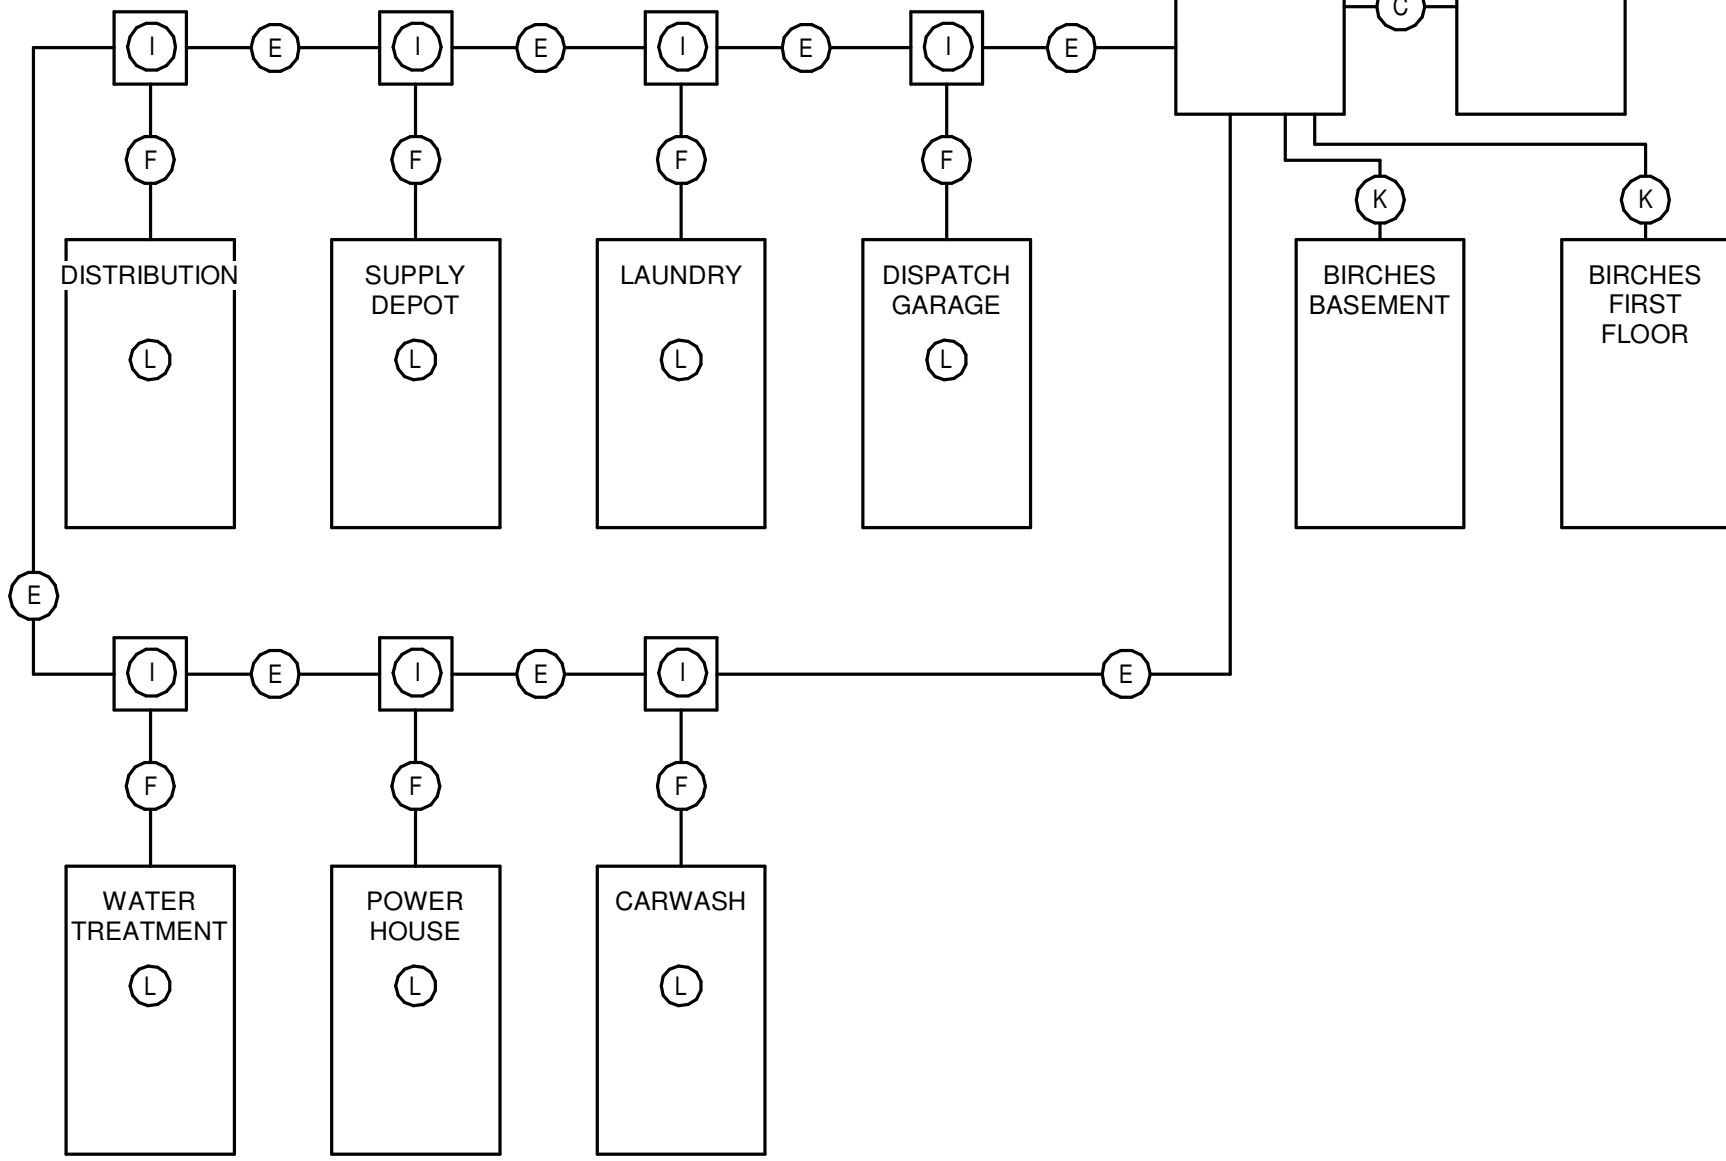 C
I E I E I E I E
F F F F
K K
DISTRIBUTION
SUPPLY
DEPOT
LAUNDRY
DISPATCH
GARAGE
BIRCHES
BASEMENT
BIRCHES
FIRST
FLOOR
L L L L
E
I E I E I E
F F F
WATER
TREATMENT
POWER
HOUSE
CARWASH
L L L